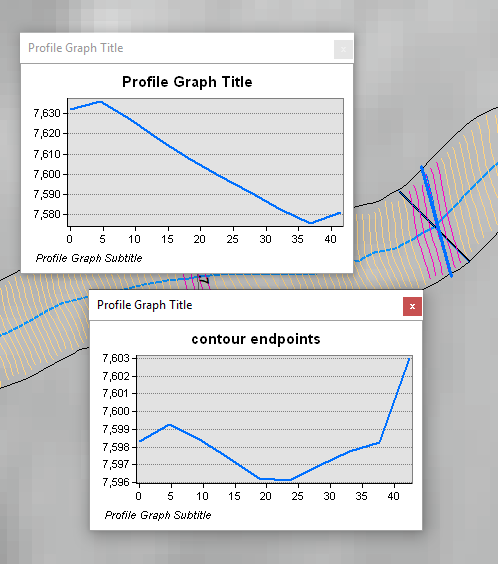 Profile Graph Title
x
Profile Graph Title
7,630
7,620
7,610
7,600
7,590
7,580
0 5 10 15 20 25 30 35 40
Profile Graph Subtitle
Profile Graph Title
x
contour endpoints
7,603
7,602
7,601
7,600
7,599
7,598
7,597
7,596
0 5 10 15 20 25 30 35 40
Profile Graph Subtitle